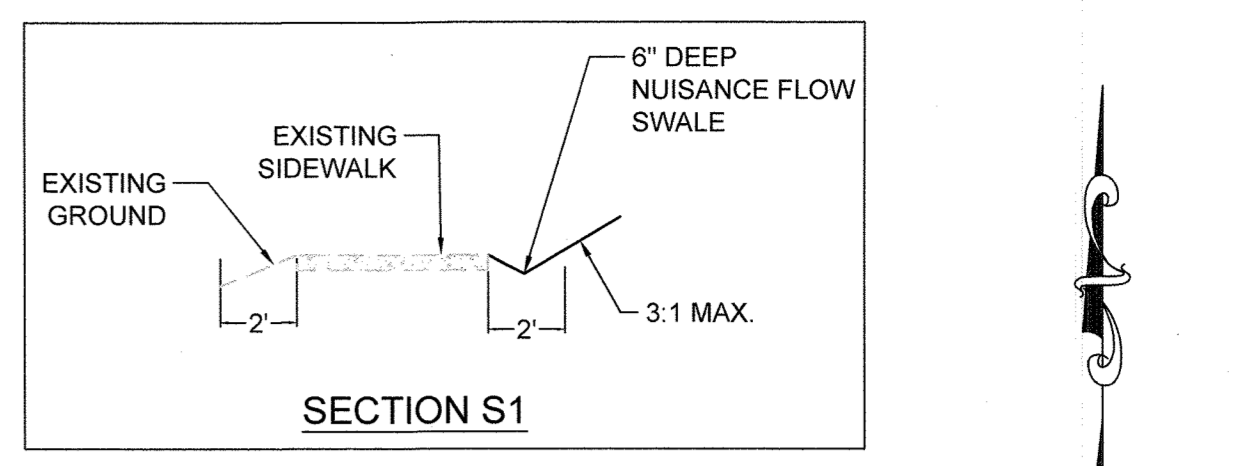 6" DEEP
NUISANCE FLOW
SWALE
EXISTING
SIDEWALK
EXISTING
GROUND
2'
2'
3:1 MAX.
SECTION S1